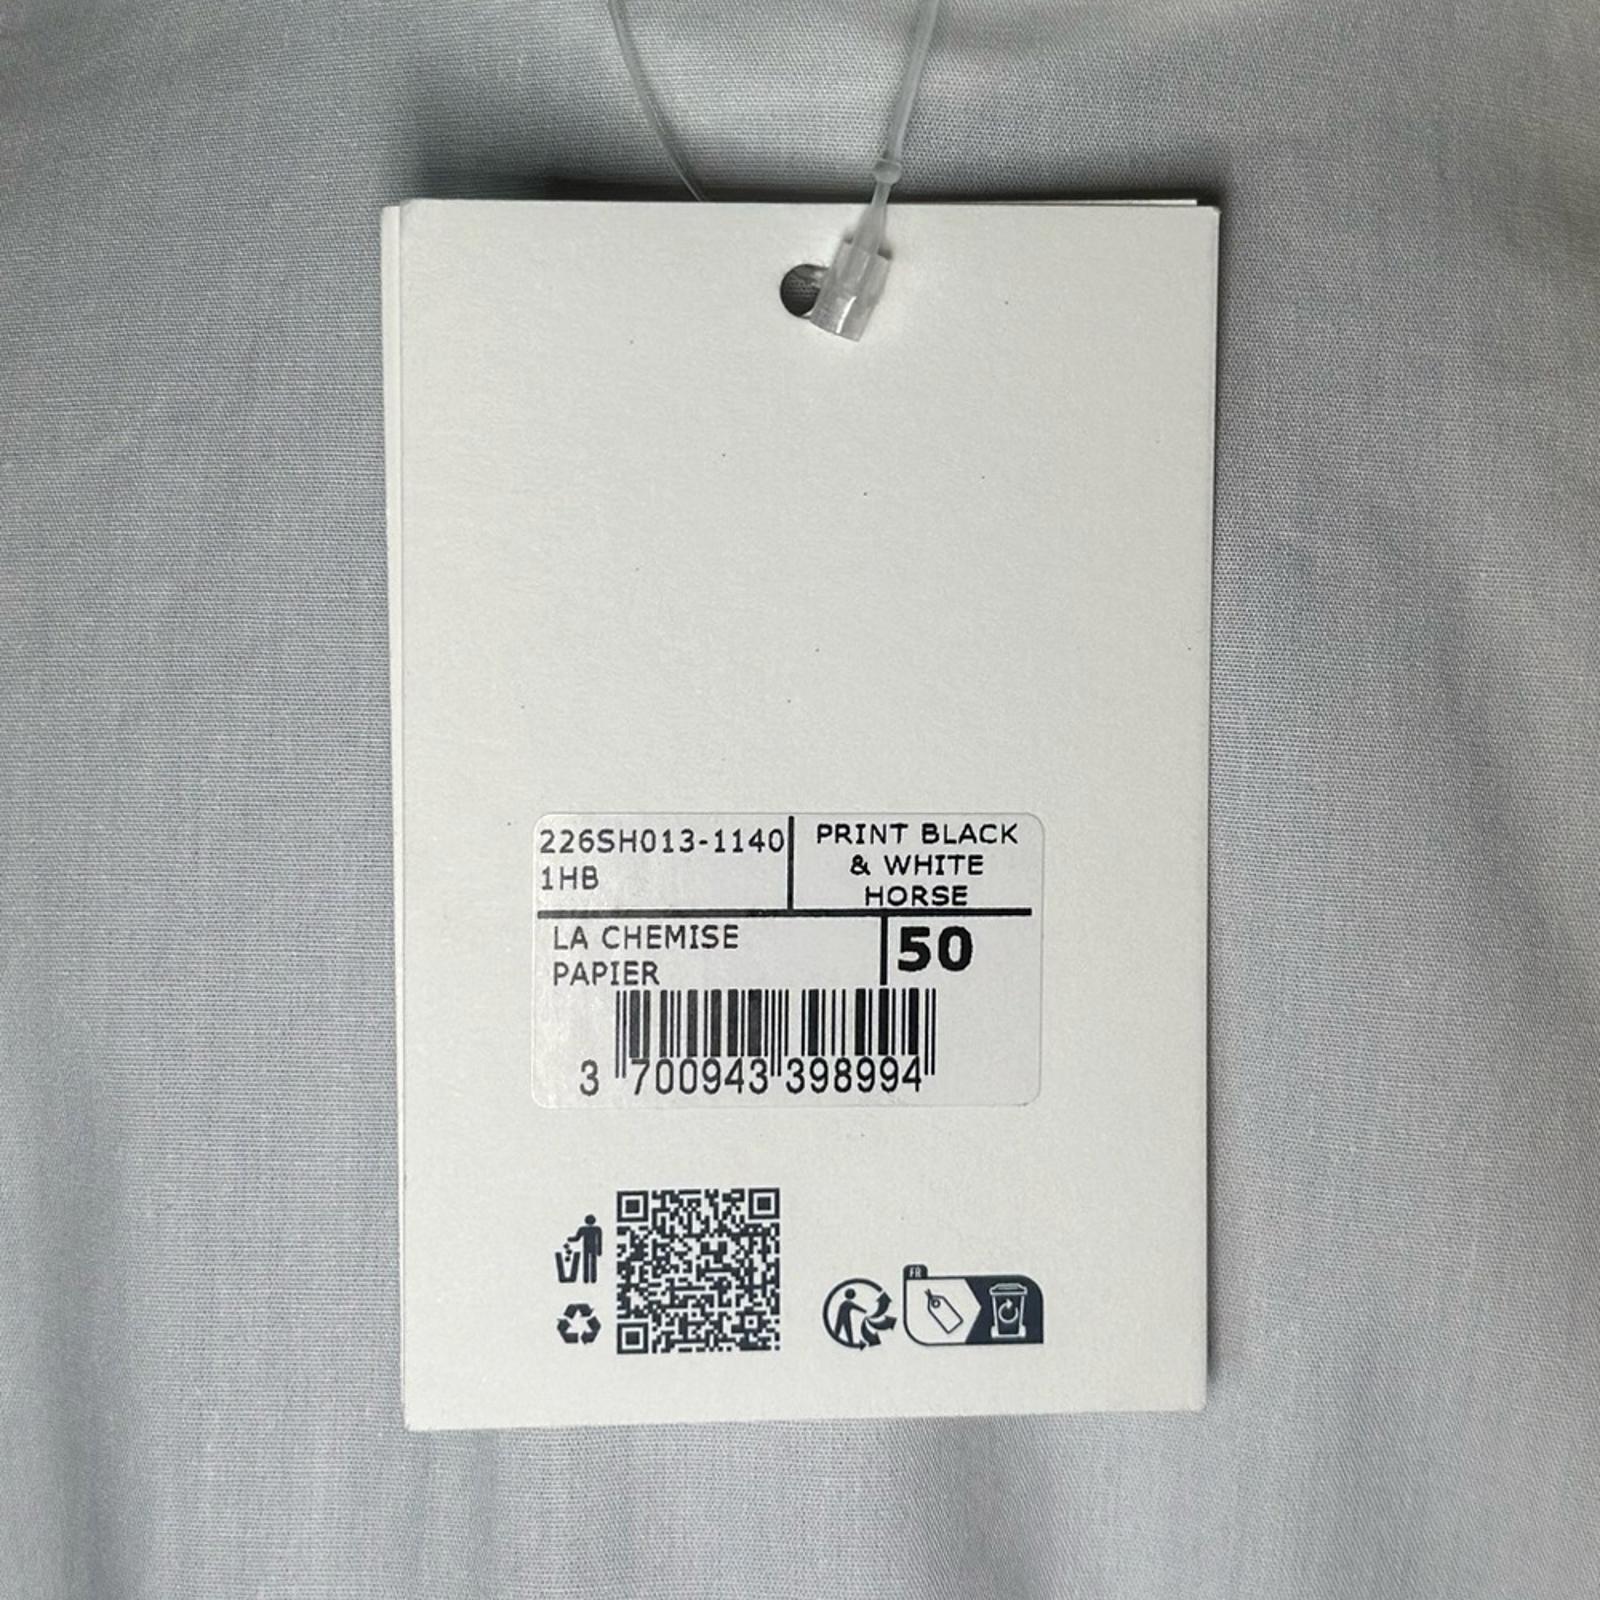 226SH013-1140
1HB
PRINT BLACK
& WHITE
HORSE
LA CHEMISE
PAPIER
50
3 700943 398994
FR